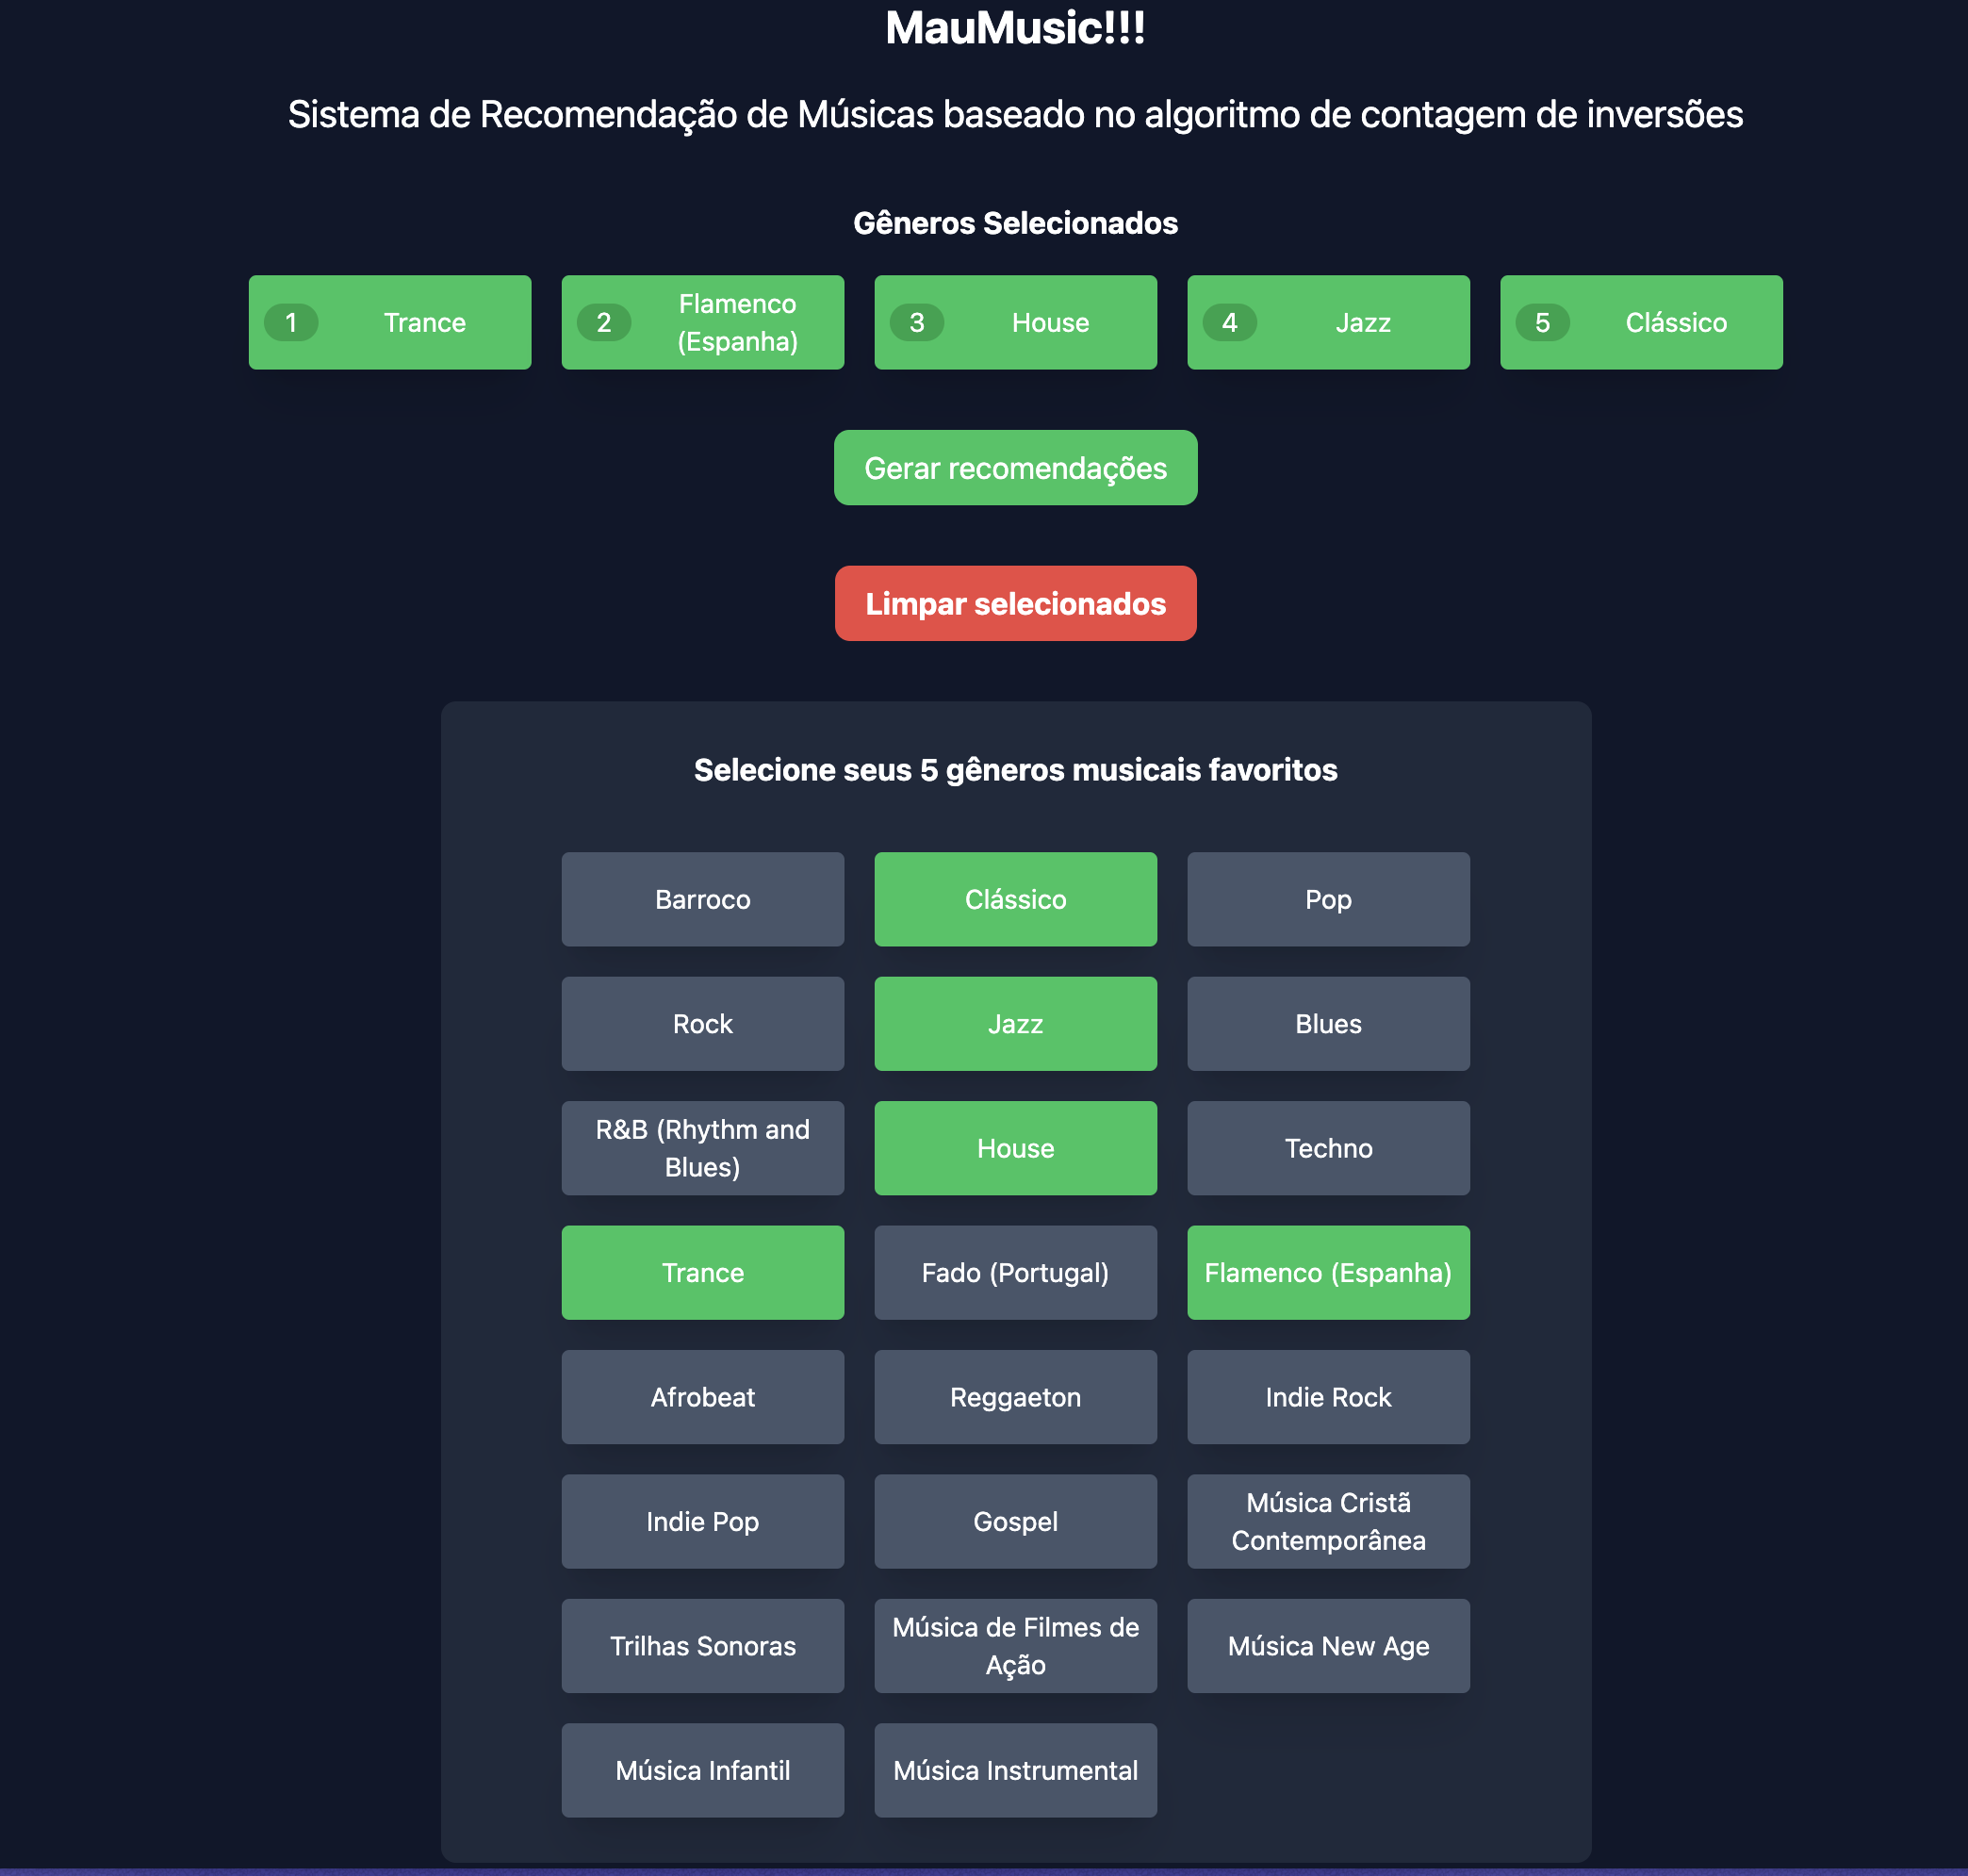 MauMusic!!!
Sistema de Recomendação de Músicas baseado no algoritmo de contagem de inversões
Gêneros Selecionados
1 Trance
2 Flamenco
(Espanha)
3 House
4 Jazz
5 Clássico
Gerar recomendações
Limpar selecionados
Selecione seus 5 gêneros musicais favoritos
Barroco
Clássico
Pop
Rock
Jazz
Blues
R&B (Rhythm and
Blues)
House
Techno
Trance
Fado (Portugal)
Flamenco (Espanha)
Afrobeat
Reggaeton
Indie Rock
Indie Pop
Gospel
Música Cristã
Contemporânea
Trilhas Sonoras
Música de Filmes de
Ação
Música New Age
Música Infantil
Música Instrumental